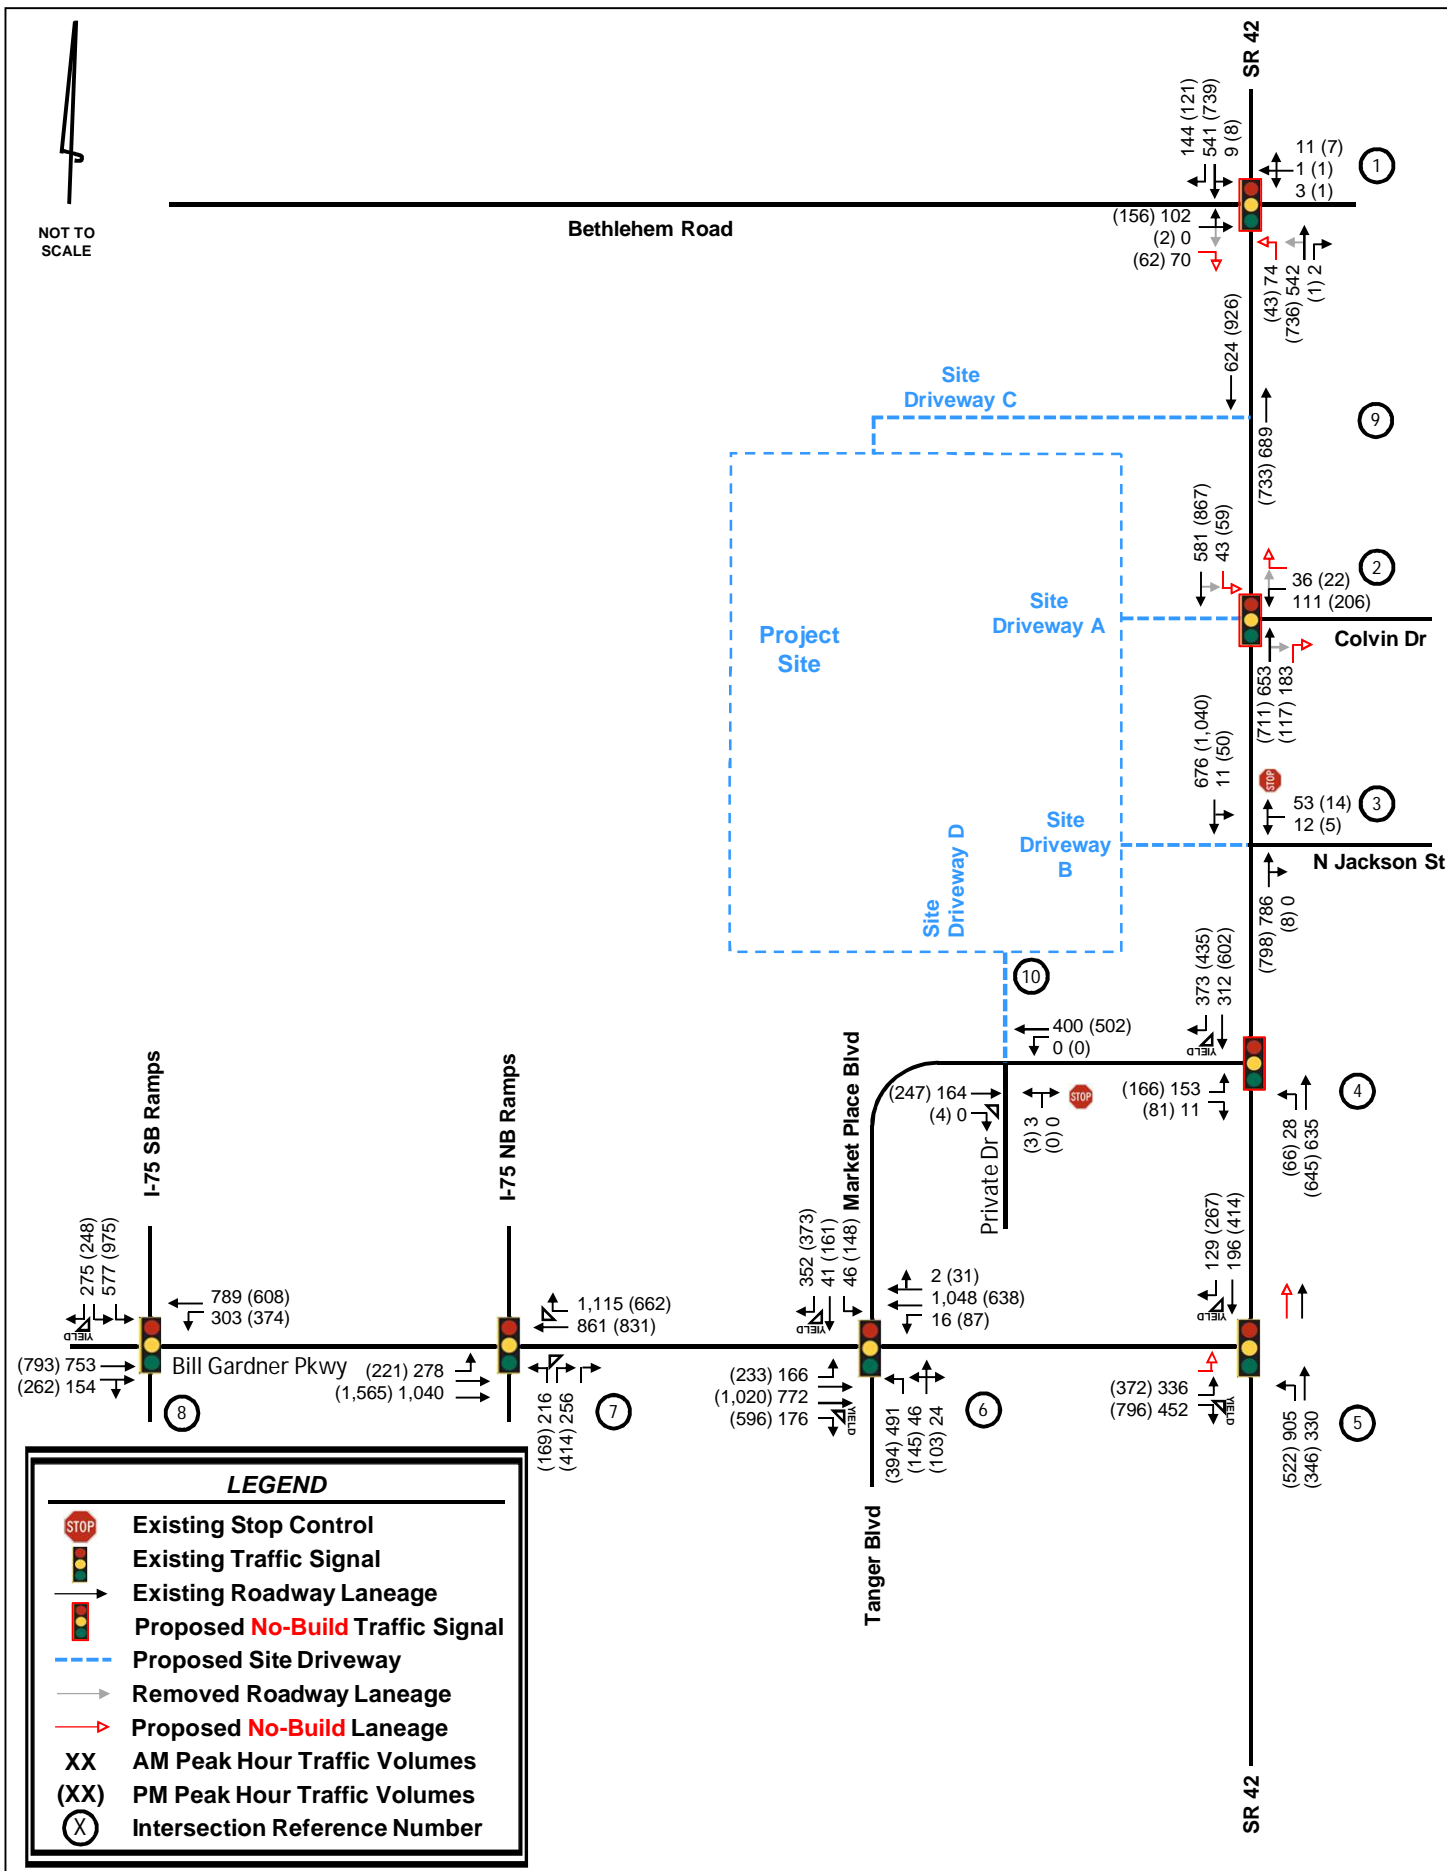 SR 42
144 (121)
541 (739)
9 (8)
11 (7)
1 (1)
3 (1)
1
NOT TO
SCALE
Bethlehem Road
(156) 102
(2) 0
(62) 70
(43) 74
(736) 542
(1) 2
624 (926)
Site
Driveway C
(733) 689
9
581 (867)
43 (59)
2
36 (22)
111 (206)
Site
Driveway A
Project
Site
Colvin Dr
(711) 653
(117) 183
676 (1,040)
11 (50)
STOP
53 (14)
12 (5)
3
Site
Driveway
B
N Jackson St
Site
Driveway D
(798) 786
(8) 0
10
373 (435)
312 (602)
YIELD
400 (502)
0 (0)
Market Place Blvd
I-75 SB Ramps
I-75 NB Ramps
(247) 164
(4) 0
(3) 3
(0) 0
STOP
Private Dr
(166) 153
(81) 11
4
(66) 28
(645) 635
275 (248)
577 (975)
YIELD
789 (608)
303 (374)
1,115 (662)
861 (831)
352 (373)
41 (161)
46 (148)
YIELD
2 (31)
1,048 (638)
16 (87)
129 (267)
196 (414)
YIELD
(793) 753
(262) 154
Bill Gardner Pkwy
(221) 278
(1,565) 1,040
(233) 166
(1,020) 772
(596) 176
YIELD
(372) 336
(796) 452
YIELD
8
(169) 216
(414) 256
7
(394) 491
(145) 46
(103) 24
6
(522) 905
(346) 330
5
Tanger Blvd
LEGEND
STOP Existing Stop Control
Existing Traffic Signal
Existing Roadway Laneage
Proposed No-Build Traffic Signal
Proposed Site Driveway
Removed Roadway Laneage
Proposed No-Build Laneage
XX AM Peak Hour Traffic Volumes
(XX) PM Peak Hour Traffic Volumes
X Intersection Reference Number
SR 42